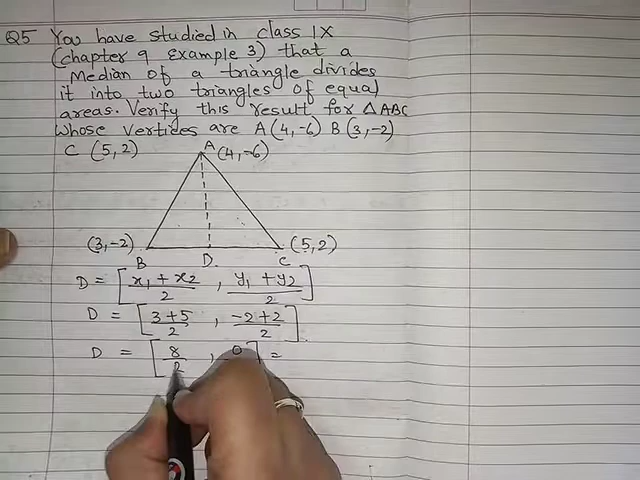 Q5 You have studied in class IX
(chapter 9 example 3) that a
Median of a triangle divides
it into two triangles of equal
areas. Verify this result for △ABC
Whose vertices are A(4,-6) B(3,-2)
C (5,2)
A (4,-6)
(3,-2) (5,2)
B D. C
D = [x₁ + x₂ / 2 , y₁ + y₂ / 2]
D = [3+5 / 2 , -2+2 / 2]
D = [8 / 2 , 0 ] =